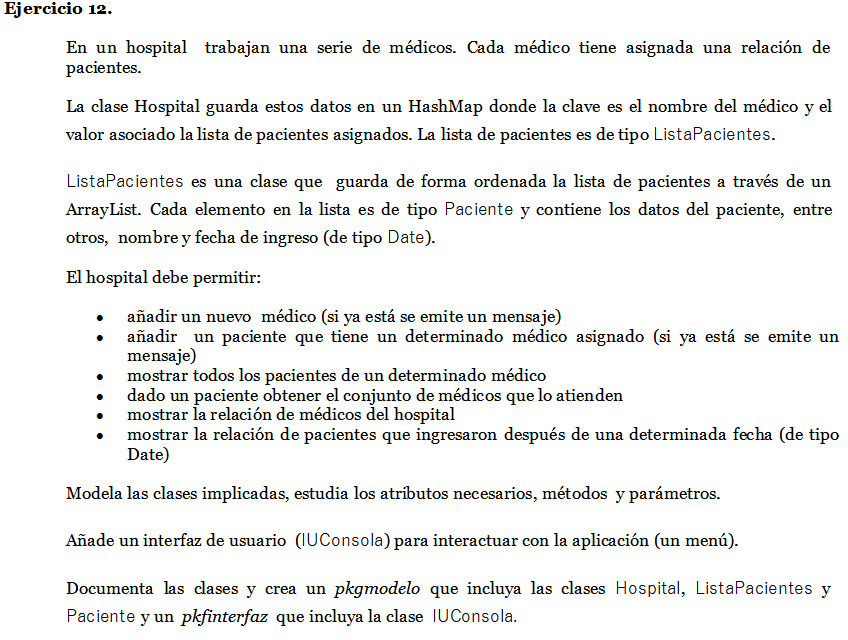 Ejercicio 12.
En un hospital trabajan una serie de médicos. Cada médico tiene asignada una relación de
pacientes.
La clase Hospital guarda estos datos en un HashMap donde la clave es el nombre del médico y el
valor asociado la lista de pacientes asignados. La lista de pacientes es de tipo ListaPacientes.
ListaPacientes es una clase que guarda de forma ordenada la lista de pacientes a través de un
ArrayList. Cada elemento en la lista es de tipo Paciente y contiene los datos del paciente, entre
otros, nombre y fecha de ingreso (de tipo Date).
El hospital debe permitir:
• añadir un nuevo médico (si ya está se emite un mensaje)
• añadir un paciente que tiene un determinado médico asignado (si ya está se emite un
mensaje)
• mostrar todos los pacientes de un determinado médico
• dado un paciente obtener el conjunto de médicos que lo atienden
• mostrar la relación de médicos del hospital
• mostrar la relación de pacientes que ingresaron después de una determinada fecha (de tipo
Date)
Modela las clases implicadas, estudia los atributos necesarios, métodos y parámetros.
Añade un interfaz de usuario (IUConsola) para interactuar con la aplicación (un menú).
Documenta las clases y crea un pkgmodelo que incluya las clases Hospital, ListaPacientes y
Paciente y un pkfinterfaz que incluya la clase IUConsola.